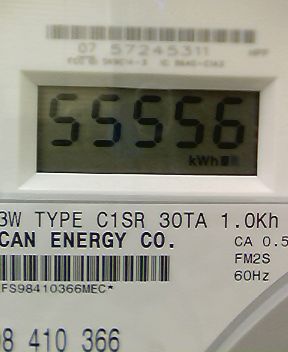 07 57245311
55556
kWh
3W TYPE C1SR 30TA 1.0Kh
CAN ENERGY CO.
CA 0.5
FM2S
60Hz
FS98410366MEC*
98 410 366